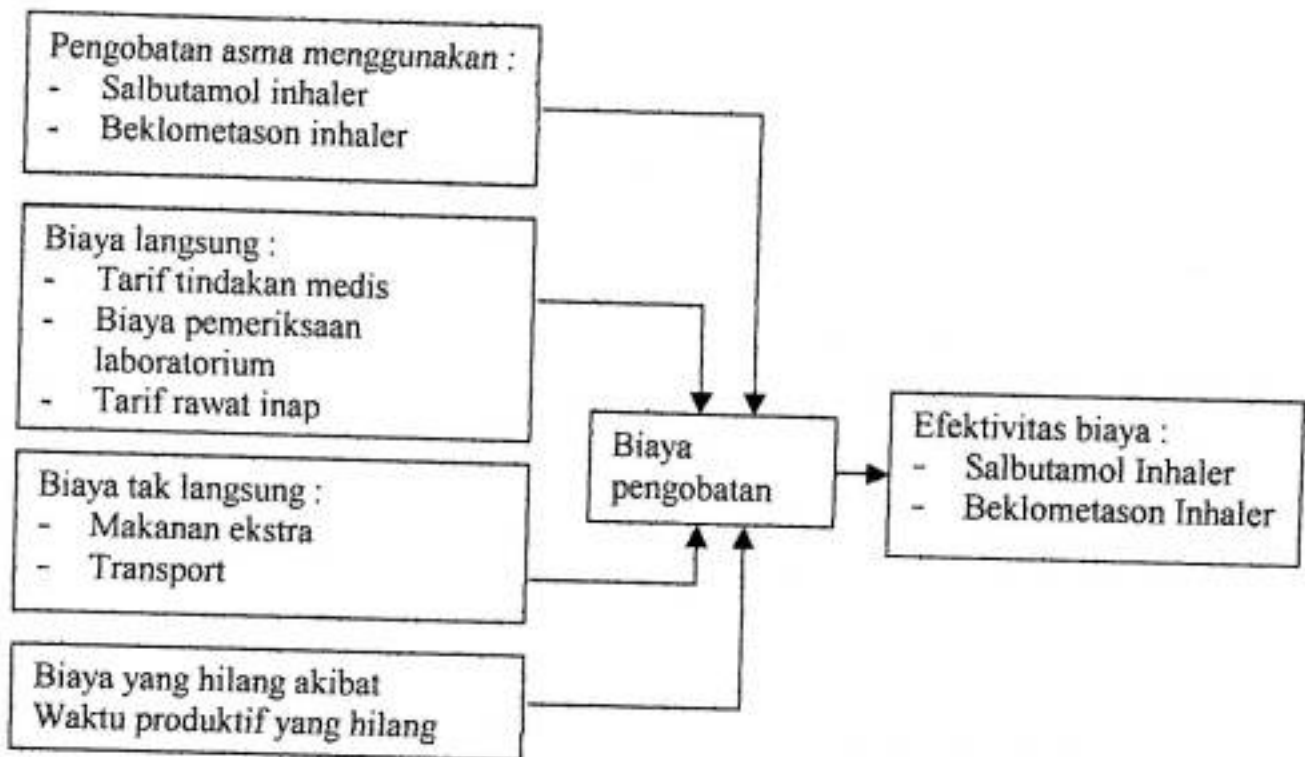 Pengobatan asma menggunakan :
- Salbutamol inhaler
- Beklometason inhaler
Biaya langsung :
- Tarif tindakan medis
- Biaya pemeriksaan
laboratorium
- Tarif rawat inap
Biaya tak langsung :
- Makanan ekstra
- Transport
Biaya yang hilang akibat
Waktu produktif yang hilang
Biaya
pengobatan
Efektivitas biaya :
- Salbutamol Inhaler
- Beklometason Inhaler